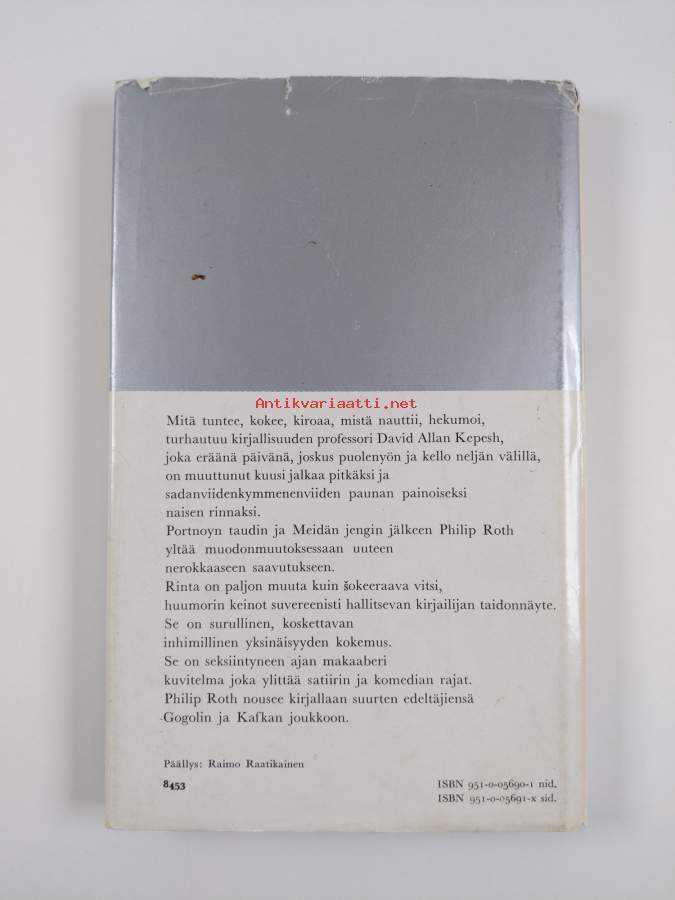 Antikvariaatti.net
Mitä tuntee, kokee, kiroaa, mistä nauttii, hekumoi,
turhautuu kirjallisuuden professori David Allan Kepesh,
joka eräänä päivänä, joskus puolenyön ja kello neljän välillä,
on muuttunut kuusi jalkaa pitkäksi ja
sadanviidenkymmenenviiden paunan painoiseksi
naisen rinnaksi.
Portnoyn taudin ja Meidän jengin jälkeen Philip Roth
yltää muodonmuutoksessaan uuteen
nerokkaaseen saavutukseen.
Rinta on paljon muuta kuin šokeeraava vitsi,
huumorin keinot suvereenisti hallitsevan kirjailijan taidonnäyte.
Se on surullinen, koskettavan
inhimillinen yksinäisyyden kokemus.
Se on seksiintyneen ajan makaaberi
kuvitelma joka ylittää satiirin ja komedian rajat.
Philip Roth nousee kirjallaan suurten edeltäjiensä
Gogolin ja Kafkan joukkoon.
Päällys: Raimo Raatikainen
8453
ISBN 951-0-05690-1 nid.
ISBN 951-0-05691-x sid.